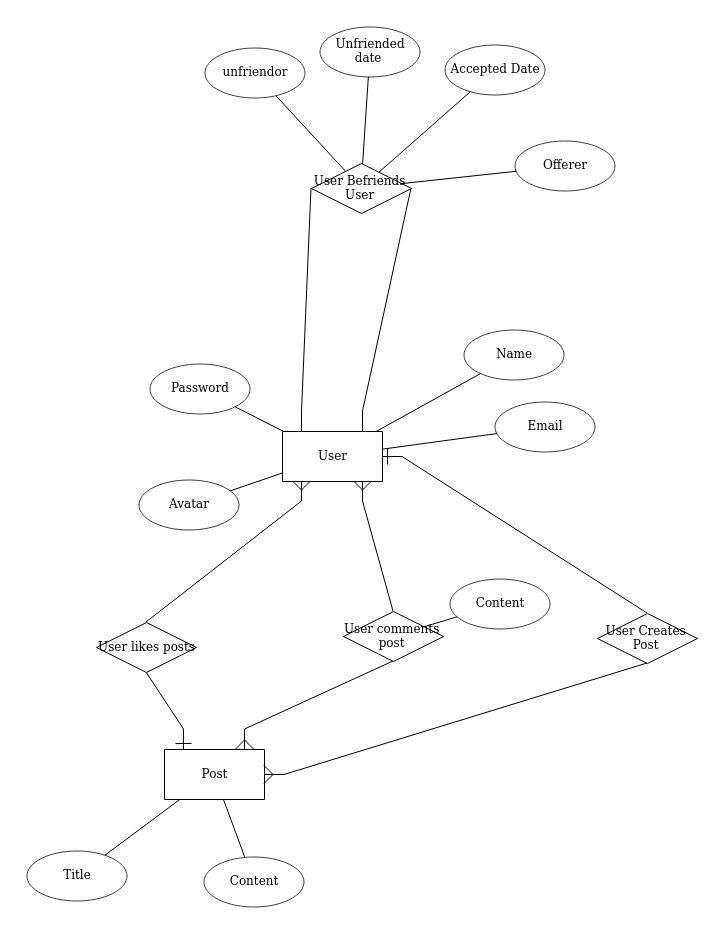 Unfriended
date
unfriendor
Accepted Date
Offerer
User Befriends
User
Name
Password
Email
User
Avatar
Content
User comments
post
User Creates
Post
User likes posts
Post
Title
Content